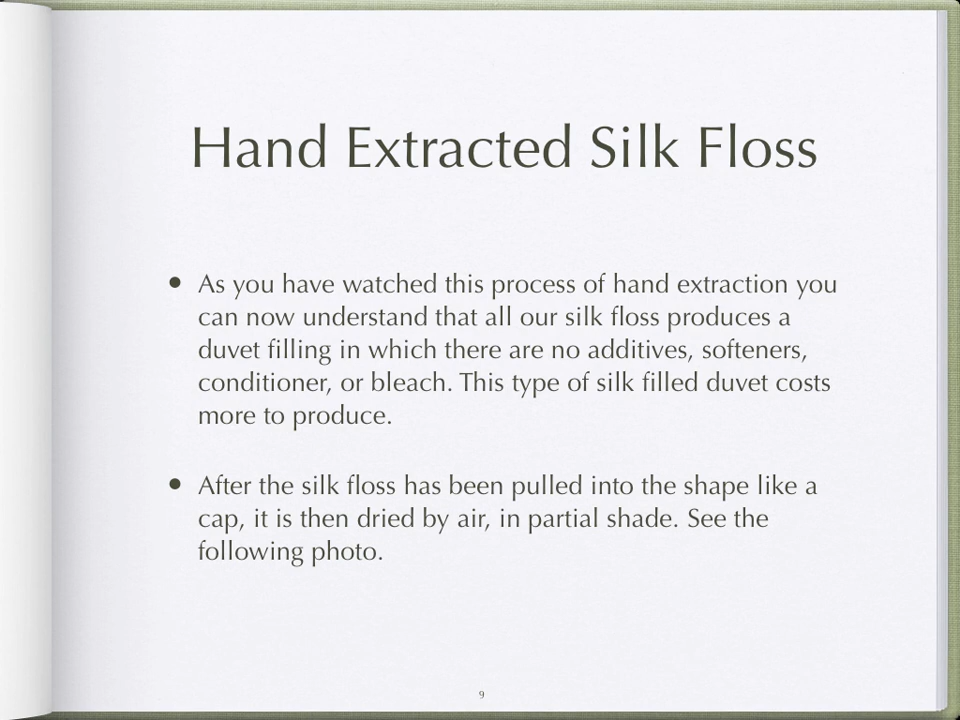 Hand Extracted Silk Floss
• As you have watched this process of hand extraction you
can now understand that all our silk floss produces a
duvet filling in which there are no additives, softeners,
conditioner, or bleach. This type of silk filled duvet costs
more to produce.
• After the silk floss has been pulled into the shape like a
cap, it is then dried by air, in partial shade. See the
following photo.
9